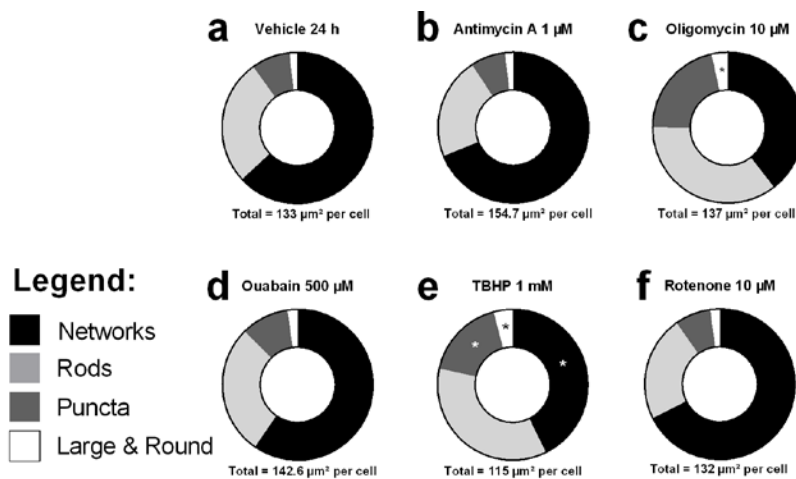 a Vehicle 24 h
Total = 133 µm² per cell
b Antimycin A 1 µM
Total = 154.7 µm² per cell
c Oligomycin 10 µM
*
Total = 137 µm² per cell
Legend:
Networks
Rods
Puncta
Large & Round
d Ouabain 500 µM
Total = 142.6 µm² per cell
e TBHP 1 mM
* * *
Total = 115 µm² per cell
f Rotenone 10 µM
Total = 132 µm² per cell